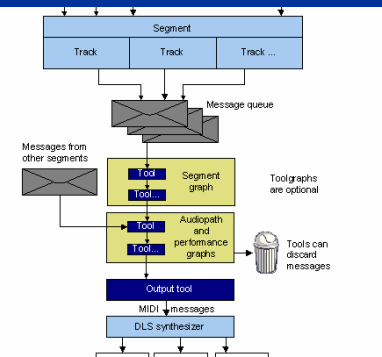 Segment
Track
Track
Track ...
Message queue
Messages from
other segments
Tool
Tool...
Segment
graph
Toolgraphs
are optional
Tool
Tool...
Audiopath
and
performance
graphs
Tools can
discard
messages
Output tool
MIDI messages
DLS synthesizer